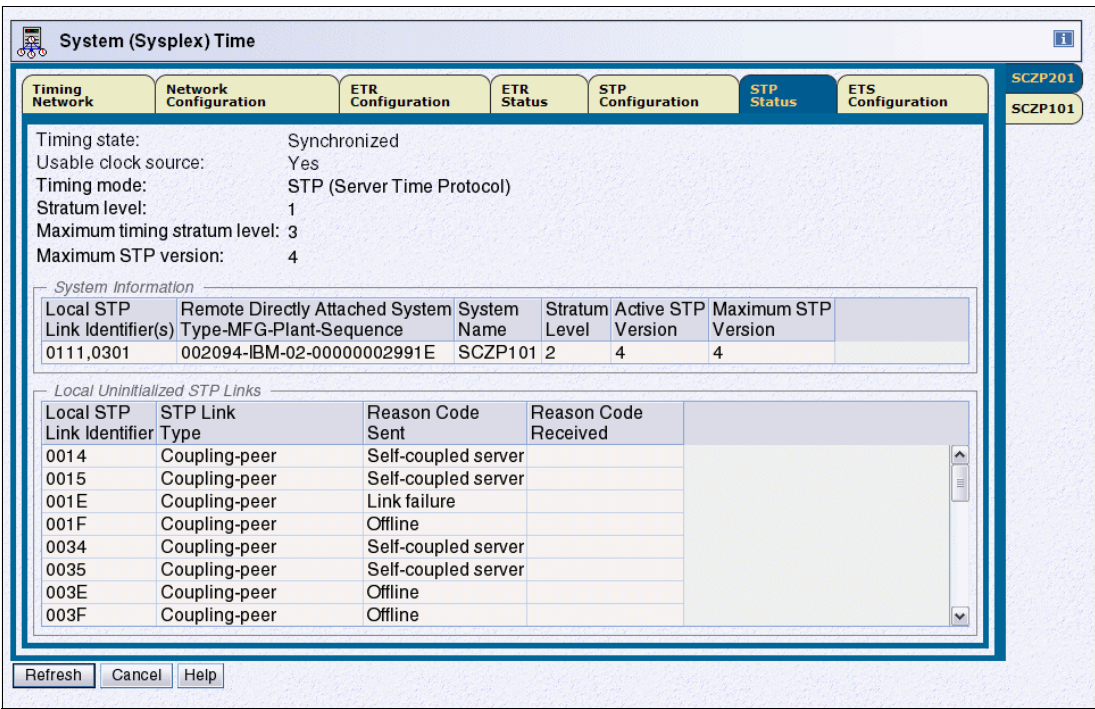 System (Sysplex) Time
i
SCZP201
SCZP101
Timing Network
Network Configuration
ETR Configuration
ETR Status
STP Configuration
STP Status
ETS Configuration
Timing state: Synchronized
Usable clock source: Yes
Timing mode: STP (Server Time Protocol)
Stratum level: 1
Maximum timing stratum level: 3
Maximum STP version: 4
System Information
Local STP Link Identifier(s) Remote Directly Attached System Type-MFG-Plant-Sequence System Name Stratum Level Active STP Version Maximum STP Version
0111,0301 002094-IBM-02-00000002991E SCZP101 2 4 4
Local Uninitialized STP Links
Local STP Link Identifier STP Link Type Reason Code Sent Reason Code Received
0014 Coupling-peer Self-coupled server
0015 Coupling-peer Self-coupled server
001E Coupling-peer Link failure
001F Coupling-peer Offline
0034 Coupling-peer Self-coupled server
0035 Coupling-peer Self-coupled server
003E Coupling-peer Offline
003F Coupling-peer Offline
Refresh Cancel Help